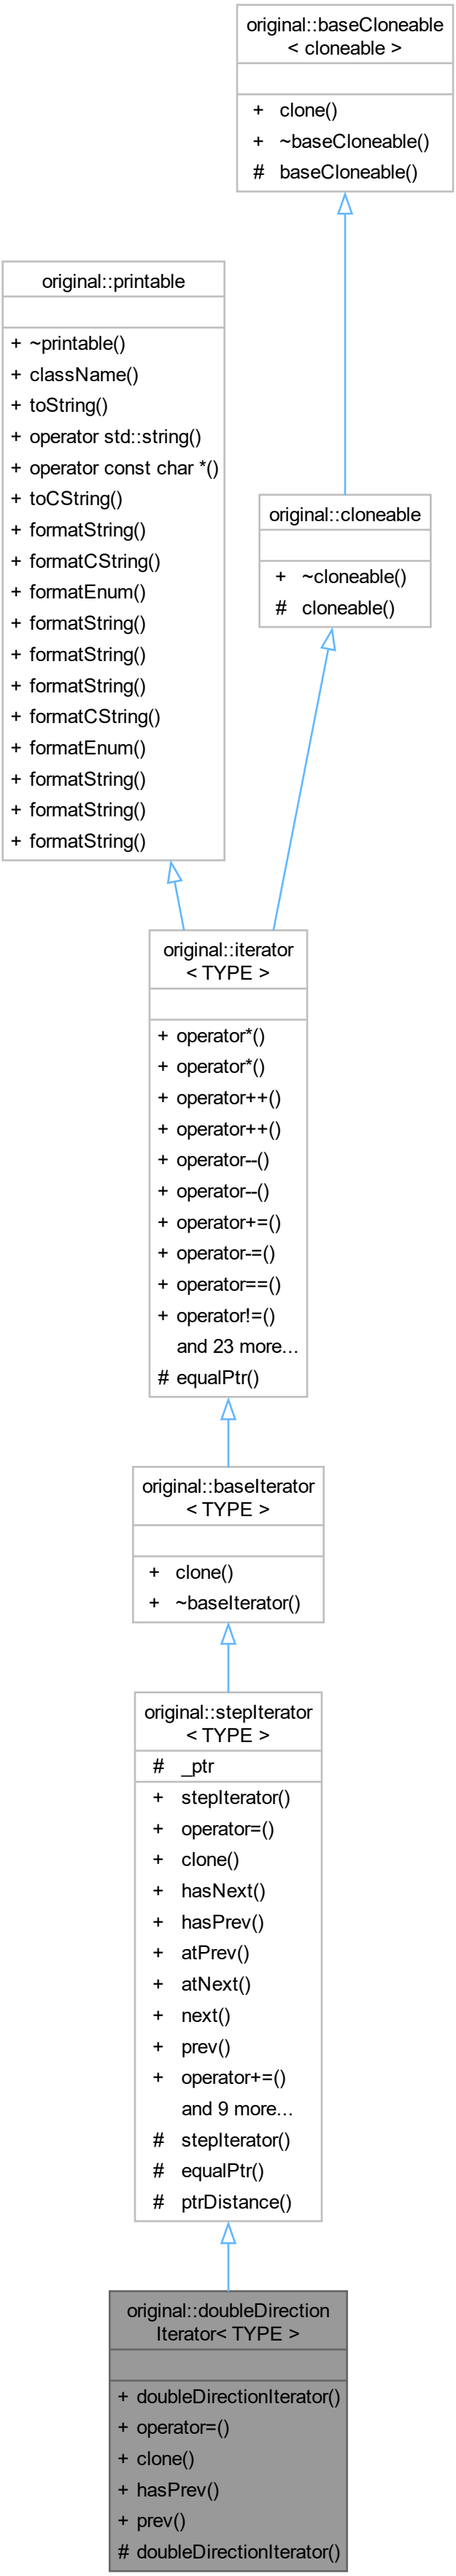 original::baseCloneable
< cloneable >
+ clone()
+ ~baseCloneable()
# baseCloneable()
original::printable
+ ~printable()
+ className()
+ toString()
+ operator std::string()
+ operator const char *()
+ toCString()
+ formatString()
+ formatCString()
+ formatEnum()
+ formatString()
+ formatString()
+ formatString()
+ formatCString()
+ formatEnum()
+ formatString()
+ formatString()
+ formatString()
original::cloneable
+ ~cloneable()
# cloneable()
original::iterator
< TYPE >
+ operator*()
+ operator*()
+ operator++()
+ operator++()
+ operator--()
+ operator--()
+ operator+=()
+ operator-=()
+ operator==()
+ operator!=()
and 23 more...
# equalPtr()
original::baseIterator
< TYPE >
+ clone()
+ ~baseIterator()
original::stepIterator
< TYPE >
# _ptr
+ stepIterator()
+ operator=()
+ clone()
+ hasNext()
+ hasPrev()
+ atPrev()
+ atNext()
+ next()
+ prev()
+ operator+=()
and 9 more...
# stepIterator()
# equalPtr()
# ptrDistance()
original::doubleDirection
Iterator< TYPE >
+ doubleDirectionIterator()
+ operator=()
+ clone()
+ hasPrev()
+ prev()
# doubleDirectionIterator()